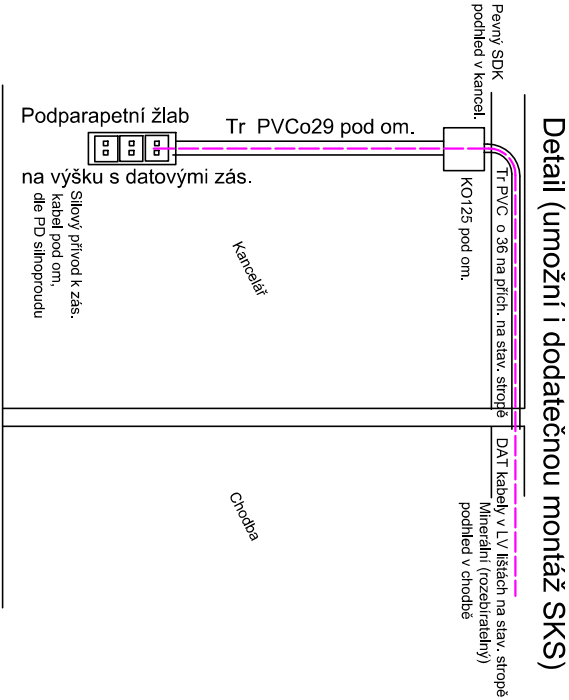 Detail (umožní i dodatečnou montáž SKS)
Pevný SDK
podhled v kancel.
Tr PVC o 36 na přích. na stav. stropě
DAT kabely v LV lištách na stav. stropě
Minerální (rozebíratelný)
podhled v chodbě
KO125 pod om.
Tr PVCo29 pod om.
Podparapetní žlab
na výšku s datovými zás.
Silový přívod k zás.
kabel pod om,
dle PD silnoproudu
Kancelář
Chodba